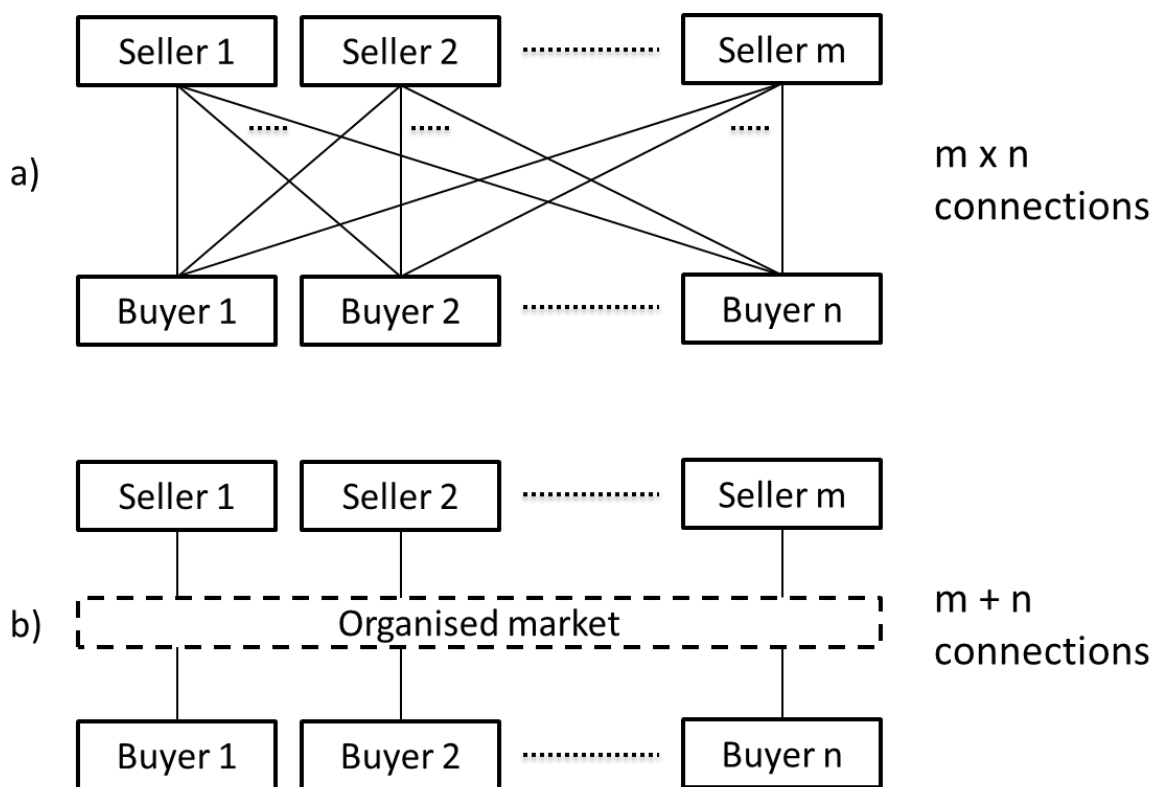 Seller 1
Seller 2
Seller m
a)
m x n
connections
Buyer 1
Buyer 2
Buyer n
Seller 1
Seller 2
Seller m
b)
Organised market
m + n
connections
Buyer 1
Buyer 2
Buyer n